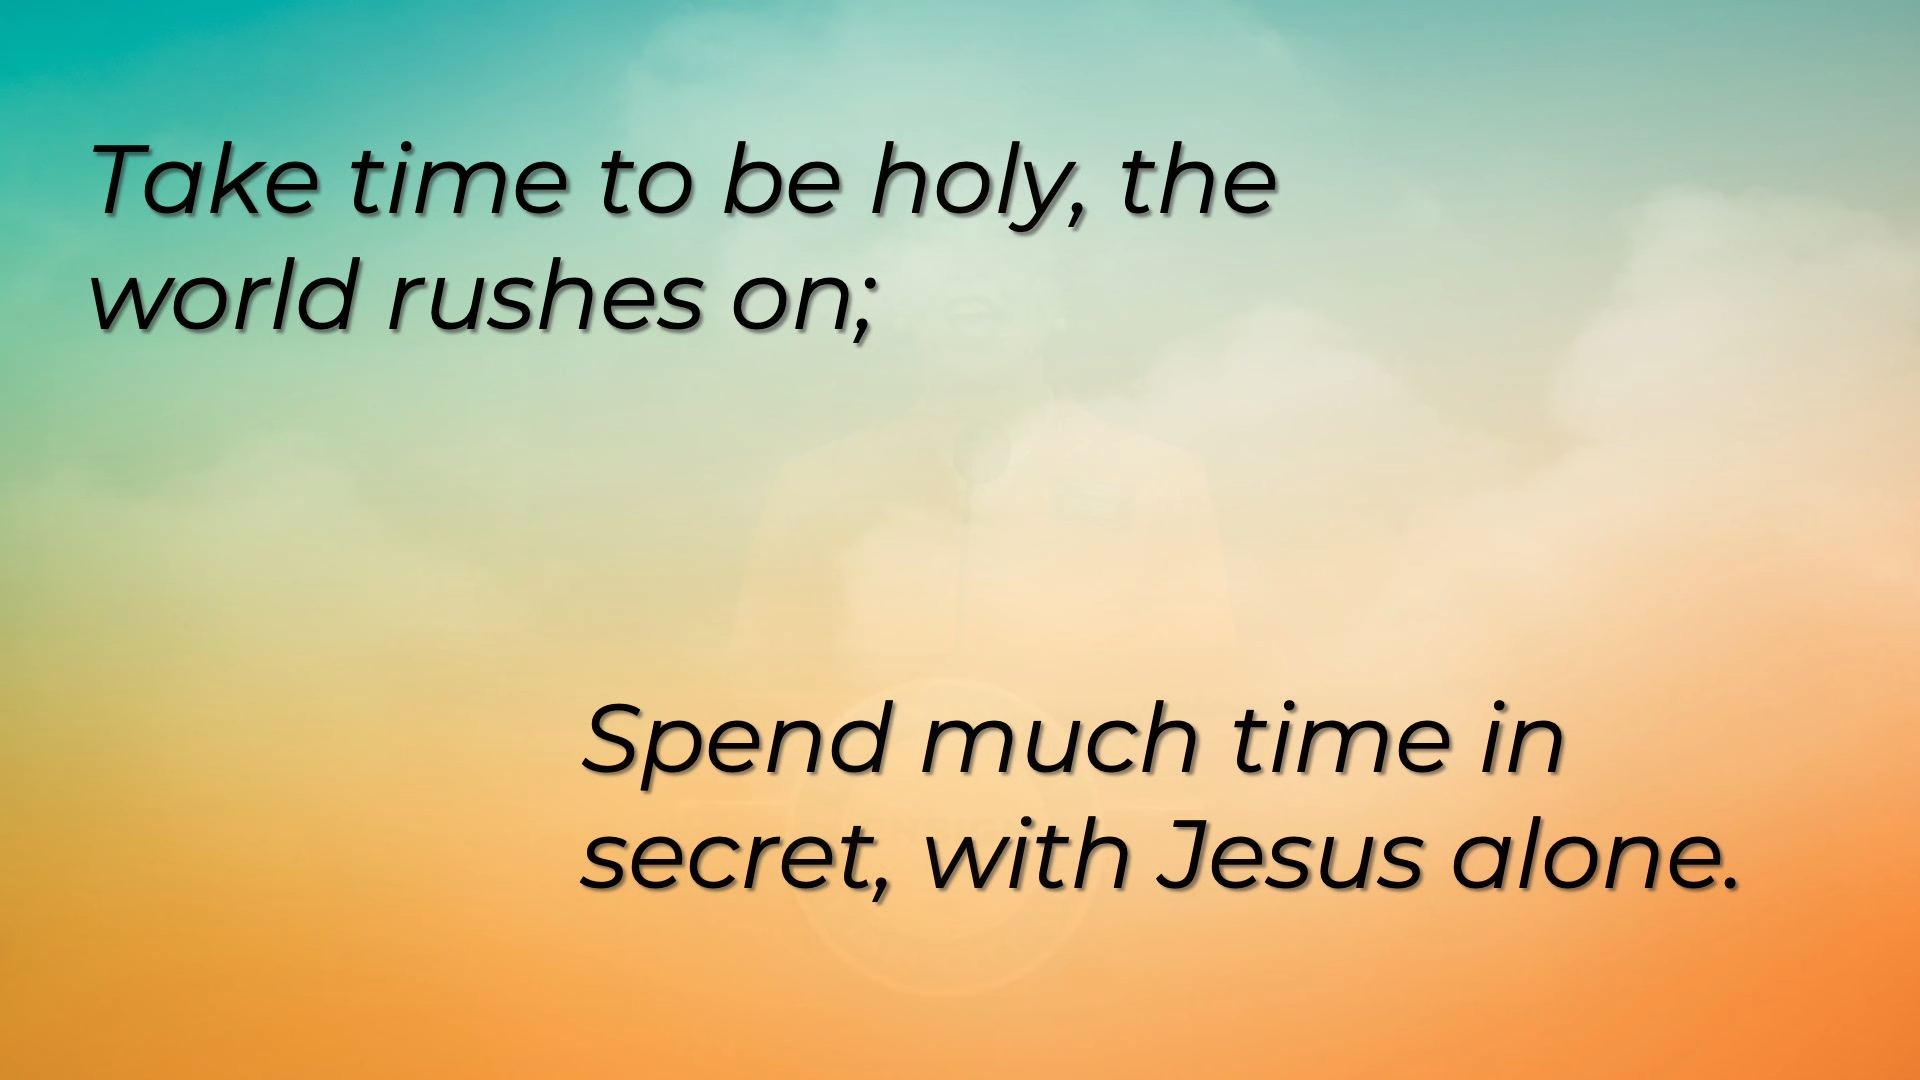 Take time to be holy, the
world rushes on;
Spend much time in
secret, with Jesus alone.